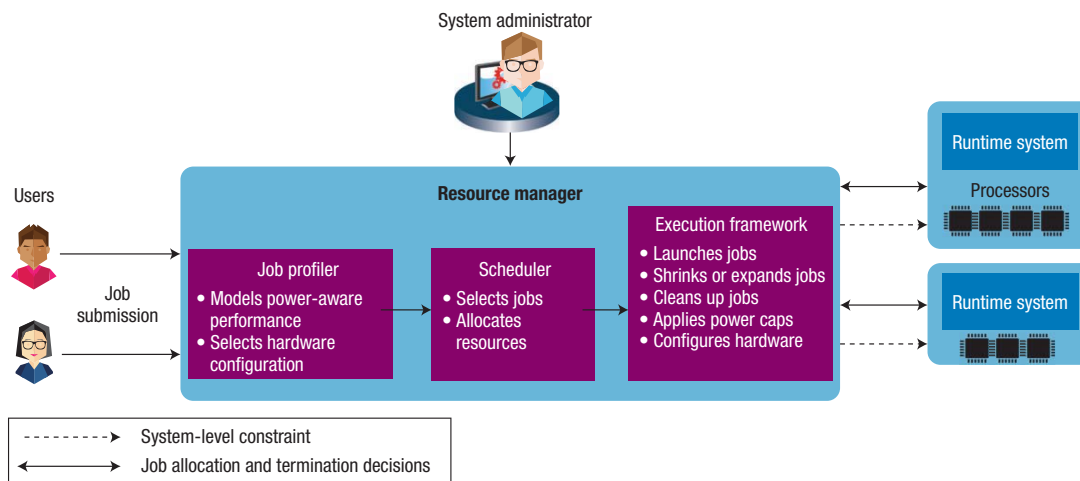 System administrator
Users
Job
submission
Resource manager
Job profiler
• Models power-aware
performance
• Selects hardware
configuration
Scheduler
• Selects jobs
• Allocates
resources
Execution framework
• Launches jobs
• Shrinks or expands jobs
• Cleans up jobs
• Applies power caps
• Configures hardware
Runtime system
Processors
Runtime system
System-level constraint
Job allocation and termination decisions